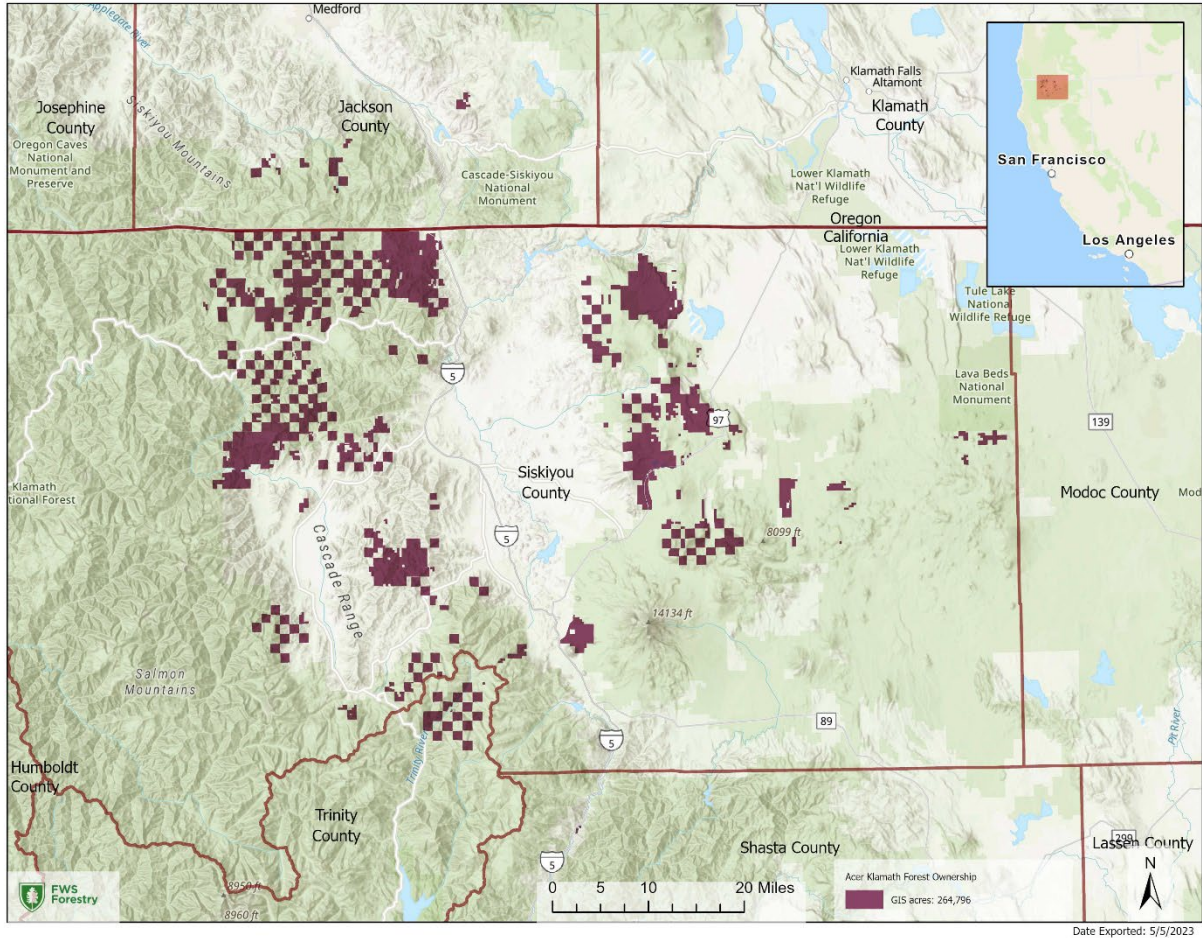 Medford
Applegate River
Klamath Falls
Altamont
Josephine
County
Jackson
County
Klamath
County
Siskiyou Mountains
Oregon Caves
National
Monument and
Preserve
Cascade-Siskiyou
National
Monument
Lower Klamath
Nat'l Wildlife
Refuge
San Francisco
Los Angeles
Oregon
California
Lower Klamath
Nat'l Wildlife
Refuge
Tule Lake
Nationa
Wildlife Refuge
5
Lava Beds
National
Monument
97
139
Siskiyou
County
Klamath
tional Forest
Modoc County
Mod
5
8099 ft
Cascade Range
14134 ft
Salmon
Mountains
89
5
Trinity River
Pit River
Humboldt
County
Trinity
County
Shasta County
299
Lassen County
5
N
FWS
Forestry
8950 ft
8960 ft
0 5 10 20 Miles
Acer Klamath Forest Ownership
GIS acres: 264,796
Date Exported: 5/5/2023